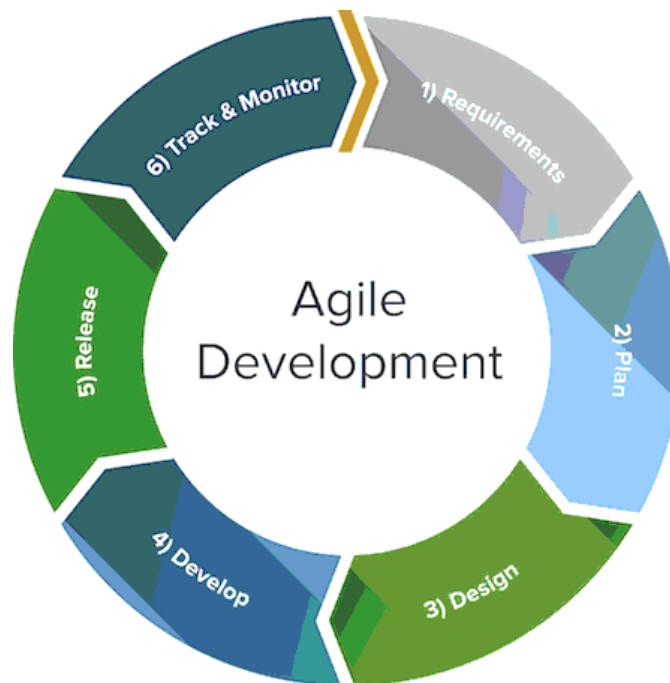 Agile
Development
1) Requirements
2) Plan
3) Design
4) Develop
5) Release
6) Track & Monitor